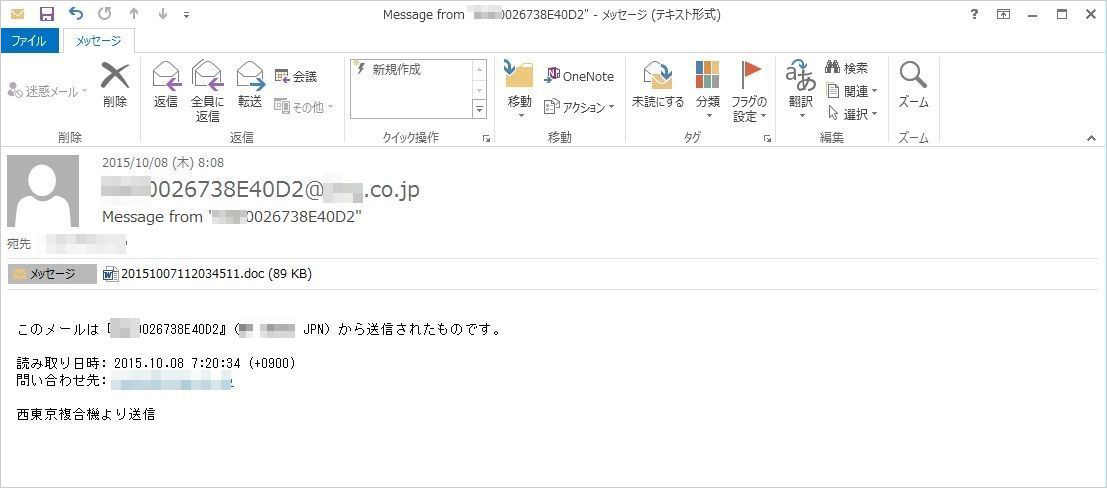 Message from "0026738E40D2" - メッセージ (テキスト形式)
ファイル
メッセージ
迷惑メール
削除
返信
全員に返信
転送
会議
その他
新規作成
移動
OneNote
アクション
未読にする
分類
フラグの設定
翻訳
検索
関連
選択
ズーム
削除
返信
クイック操作
移動
タグ
編集
ズーム
2015/10/08 (木) 8:08
0026738E40D2@.co.jp
Message from "0026738E40D2"
宛先
メッセージ
20151007112034511.doc (89 KB)
このメールは『0026738E40D2』( JPN) から送信されたものです。
読み取り日時: 2015.10.08 7:20:34 (+0900)
問い合わせ先:
西東京複合機より送信